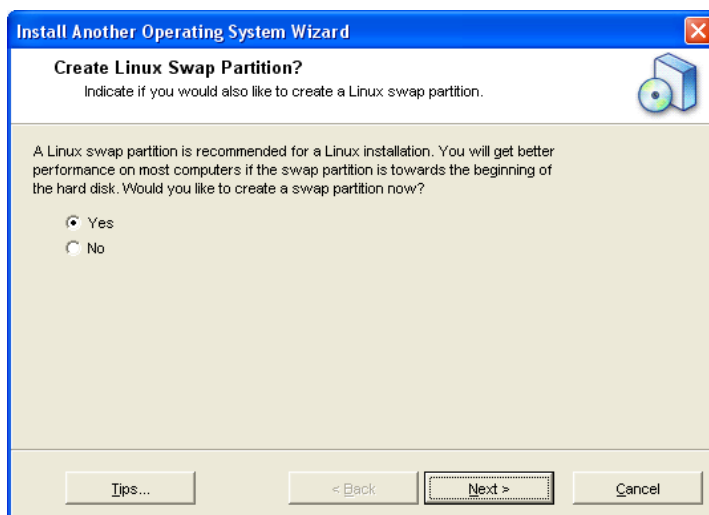 Install Another Operating System Wizard
Create Linux Swap Partition?
Indicate if you would also like to create a Linux swap partition.
A Linux swap partition is recommended for a Linux installation. You will get better
performance on most computers if the swap partition is towards the beginning of
the hard disk. Would you like to create a swap partition now?
Yes
No
Tips...
< Back
Next >
Cancel